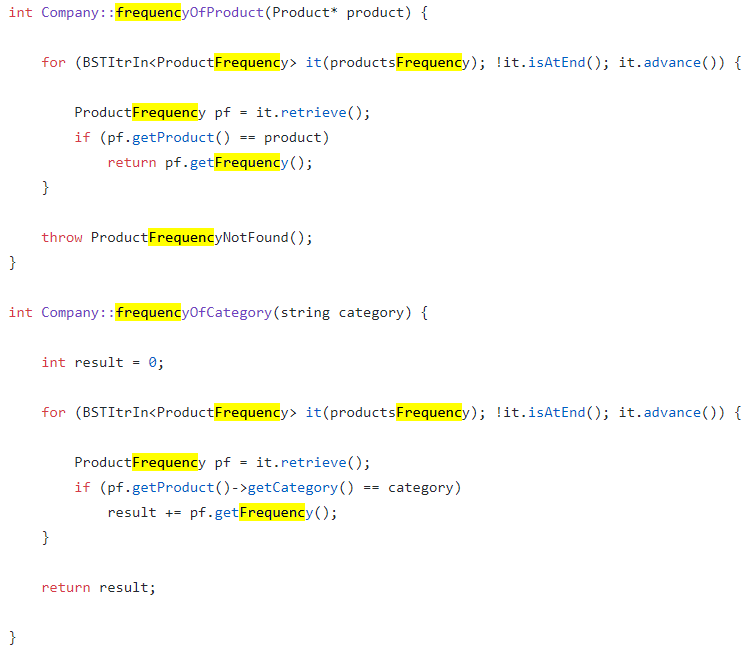 int Company::frequencyOfProduct(Product* product) {
for (BSTItrIn<ProductFrequency> it(productsFrequency); !it.isAtEnd(); it.advance()) {
ProductFrequency pf = it.retrieve();
if (pf.getProduct() == product)
return pf.getFrequency();
}
throw ProductFrequencyNotFound();
}
int Company::frequencyOfCategory(string category) {
int result = 0;
for (BSTItrIn<ProductFrequency> it(productsFrequency); !it.isAtEnd(); it.advance()) {
ProductFrequency pf = it.retrieve();
if (pf.getProduct()->getCategory() == category)
result += pf.getFrequency();
}
return result;
}